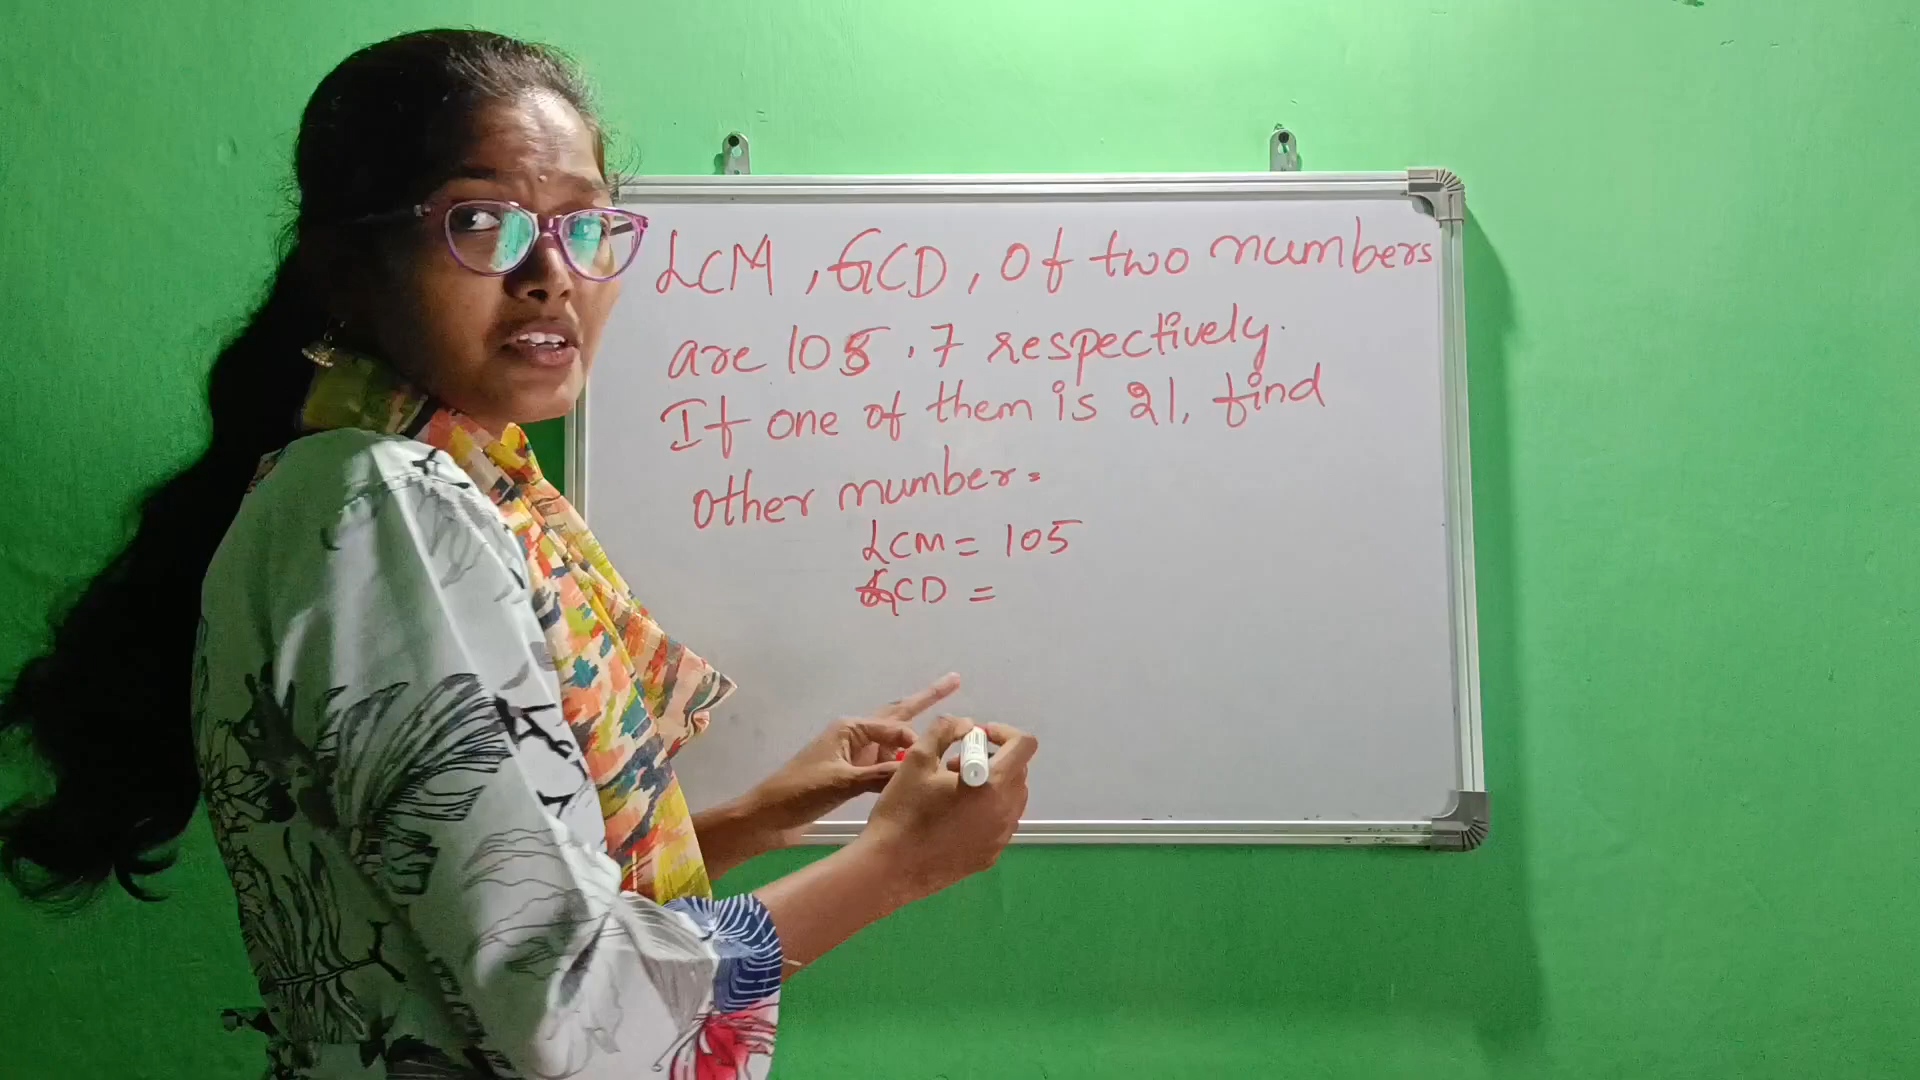 LCM, GCD, of two numbers
are 105, 7 respectively.
If one of them is 21, find
other number.
LCM = 105
GCD =